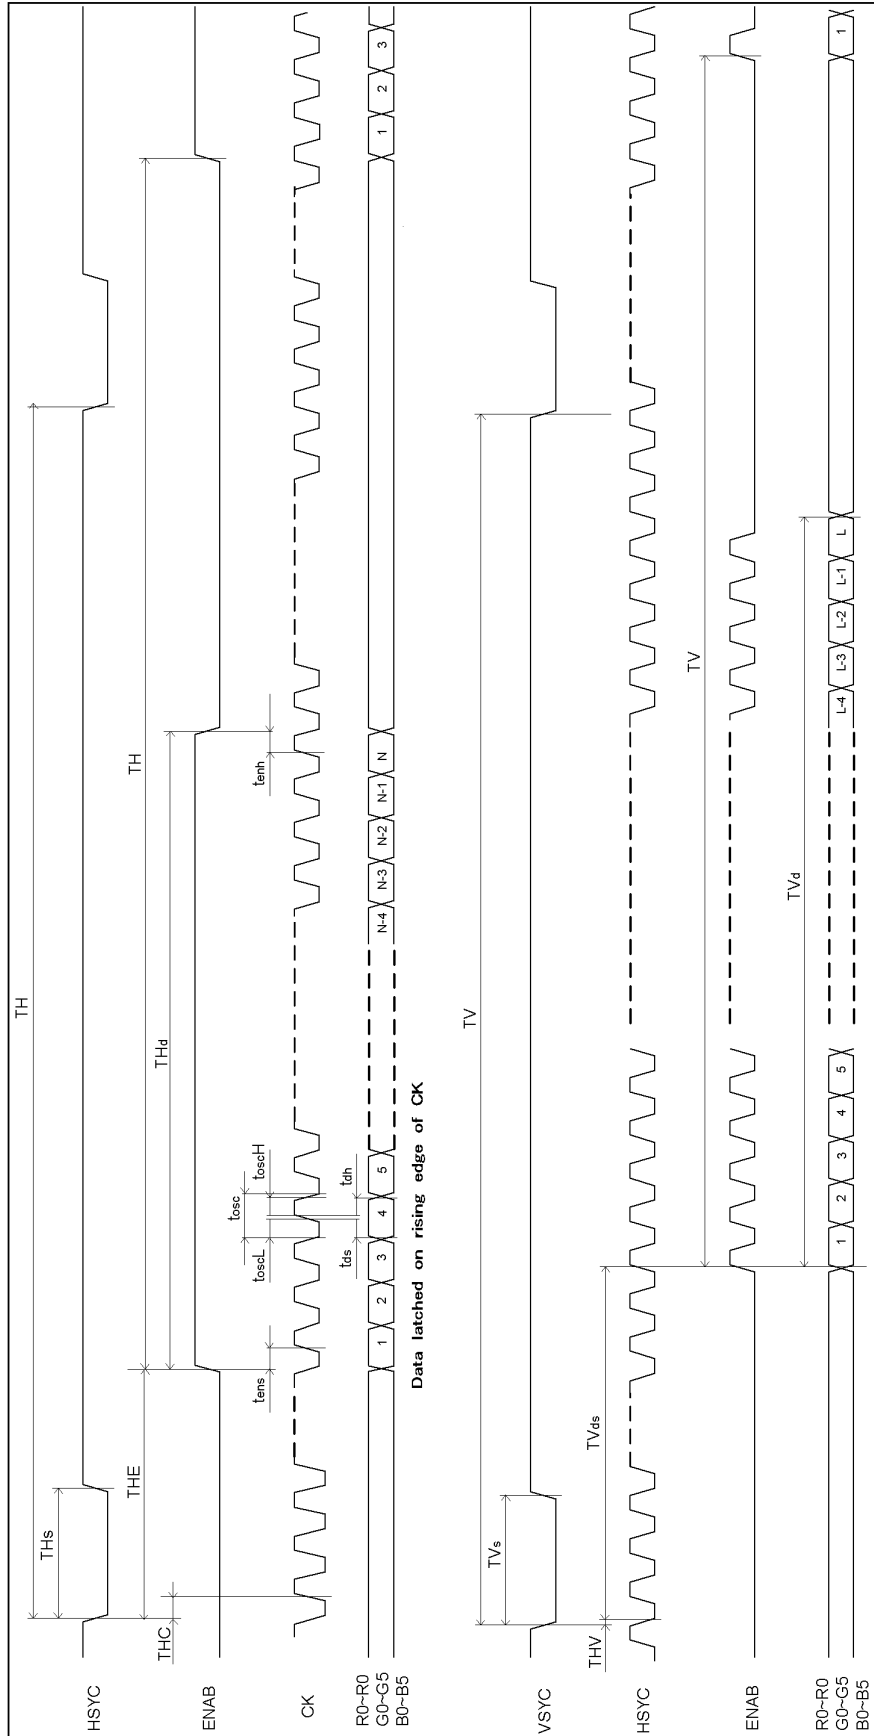 TH
THs
HSYC
THE
TH
THC
THd
ENAB
tosc
tens
toscL
toscH
tenh
CK
tds
tdh
R0~R0
G0~G5
B0~B5
1
2
3
4
5
N-4
N-3
N-2
N-1
N
1
2
3
Data latched on rising edge of CK
TV
TVs
VSYC
THV
TVds
HSYC
TV
ENAB
TVd
R0~R0
G0~G5
B0~B5
1
2
3
4
5
L-4
L-3
L-2
L-1
L
1